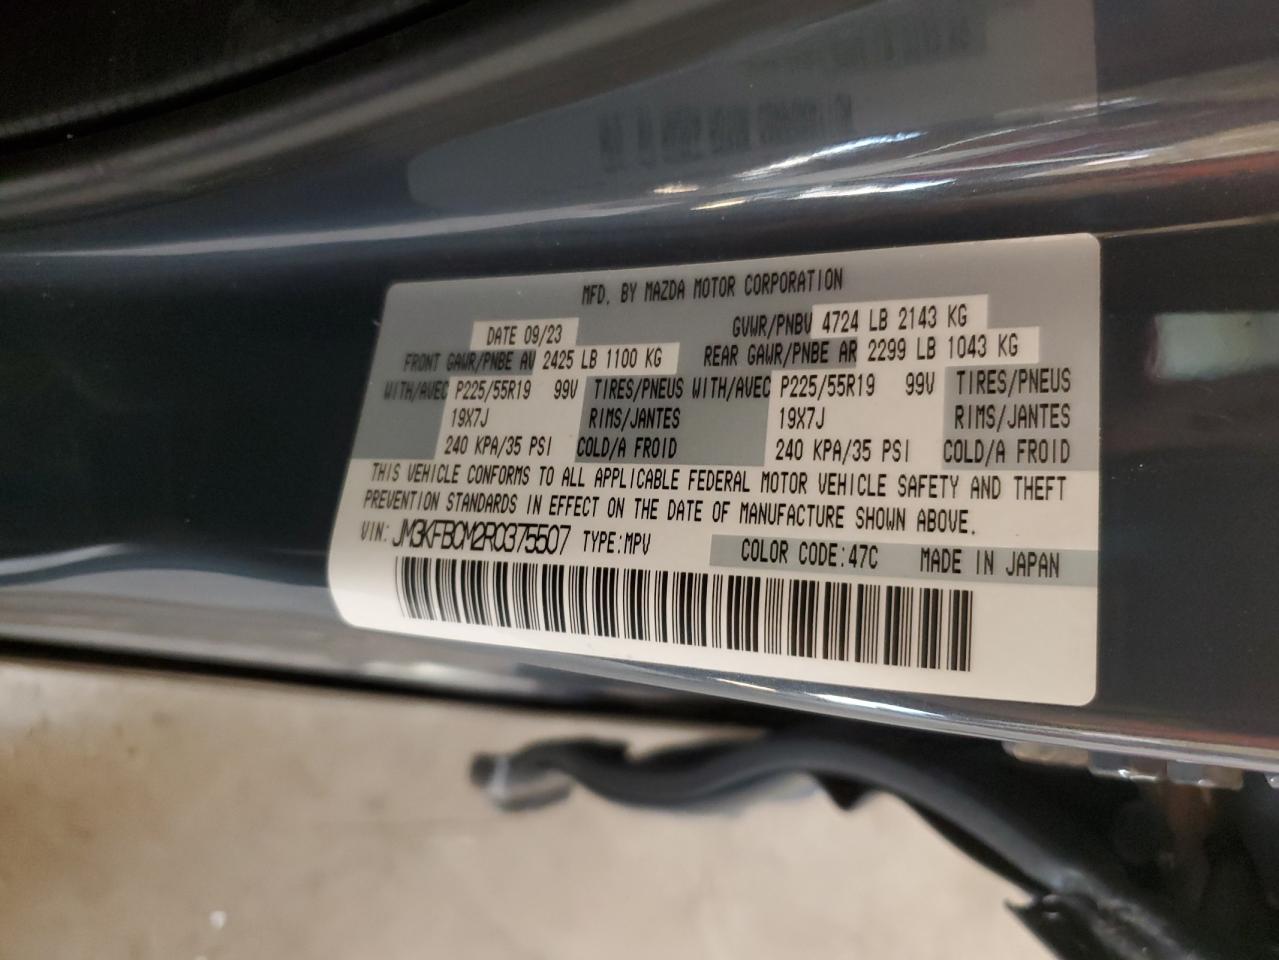 MFD. BY MAZDA MOTOR CORPORATION
DATE 09/23 GVWR/PNBV 4724 LB 2143 KG
FRONT GAWR/PNBE AV 2425 LB 1100 KG REAR GAWR/PNBE AR 2299 LB 1043 KG
WITH/AVEC P225/55R19 99V TIRES/PNEUS WITH/AVEC P225/55R19 99V TIRES/PNEUS
19X7J RIMS/JANTES 19X7J RIMS/JANTES
240 KPA/35 PSI COLD/A FROID 240 KPA/35 PSI COLD/A FROID
THIS VEHICLE CONFORMS TO ALL APPLICABLE FEDERAL MOTOR VEHICLE SAFETY AND THEFT
PREVENTION STANDARDS IN EFFECT ON THE DATE OF MANUFACTURE SHOWN ABOVE.
VIN: JM3KFBCM2R0375507 TYPE:MPV COLOR CODE:47C MADE IN JAPAN